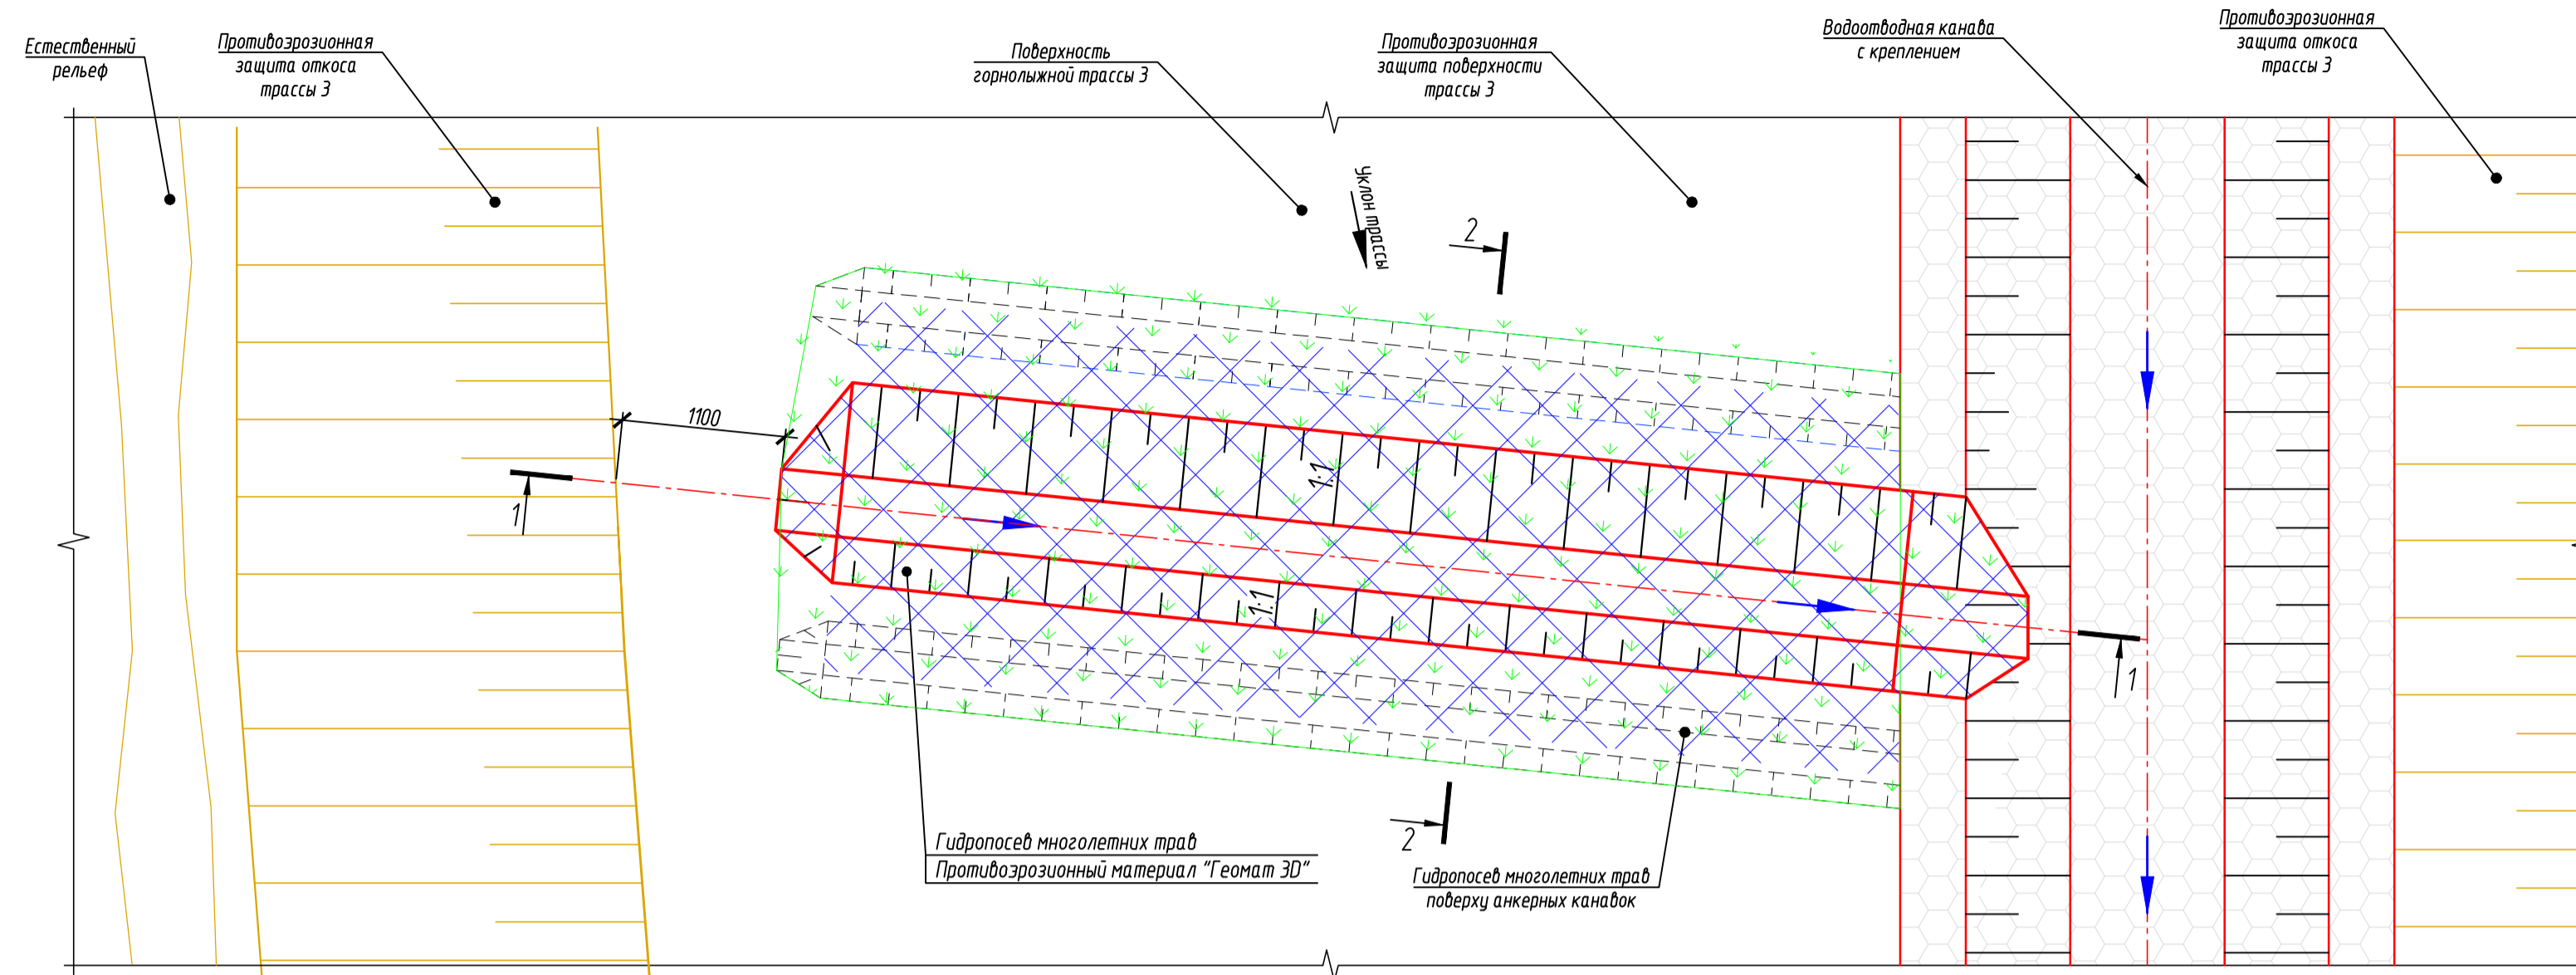 Естественный
рельеф
Противоэрозионная
защита откоса
трассы 3
Поверхность
горнолыжной трассы 3
Противоэрозионная
защита поверхности
трассы 3
Водоотводная канава
с креплением
Противоэрозионная
защита откоса
трассы 3
Уклон трассы
2
1100
1
1:1
1:1
1
2
Гидропосев многолетних трав
Противоэрозионный материал "Геомат 3D"
Гидропосев многолетних трав
поверху анкерных канавок